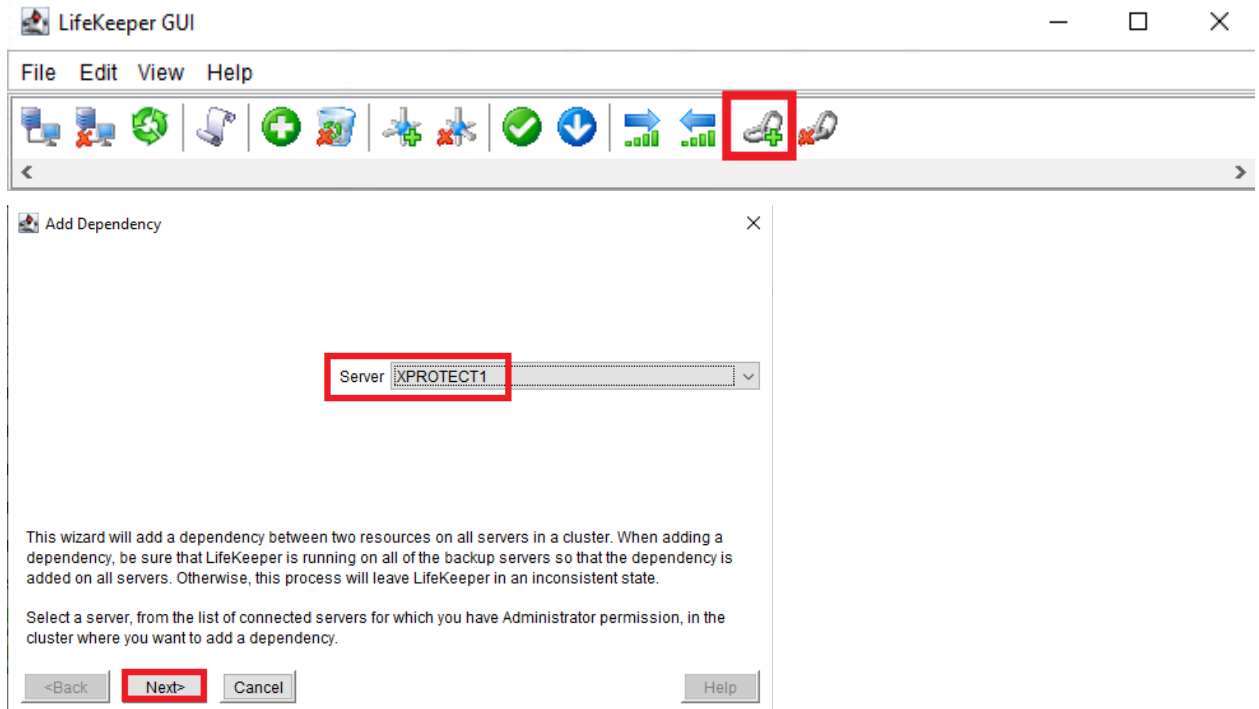 LifeKeeper GUI
File Edit View Help
Add Dependency
Server XPROTECT1
This wizard will add a dependency between two resources on all servers in a cluster. When adding a
dependency, be sure that LifeKeeper is running on all of the backup servers so that the dependency is
added on all servers. Otherwise, this process will leave LifeKeeper in an inconsistent state.
Select a server, from the list of connected servers for which you have Administrator permission, in the
cluster where you want to add a dependency.
<Back Next> Cancel Help